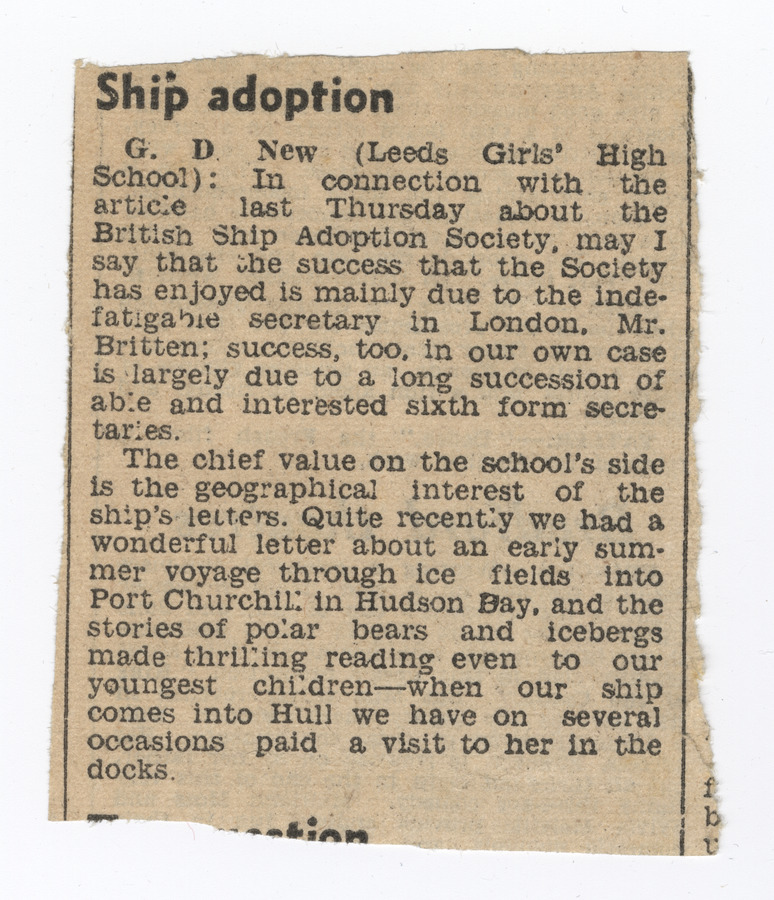 Ship adoption
G. D. New (Leeds Girls' High
School): In connection with the
article last Thursday about the
British Ship Adoption Society, may I
say that the success that the Society
has enjoyed is mainly due to the inde-
fatigable secretary in London, Mr.
Britten; success, too, in our own case
is largely due to a long succession of
able and interested sixth form secre-
taries.
The chief value on the school's side
is the geographical interest of the
ship's letters. Quite recently we had a
wonderful letter about an early sum-
mer voyage through ice fields into
Port Churchill in Hudson Bay, and the
stories of polar bears and icebergs
made thrilling reading even to our
youngest children—when our ship
comes into Hull we have on several
occasions paid a visit to her in the
docks.